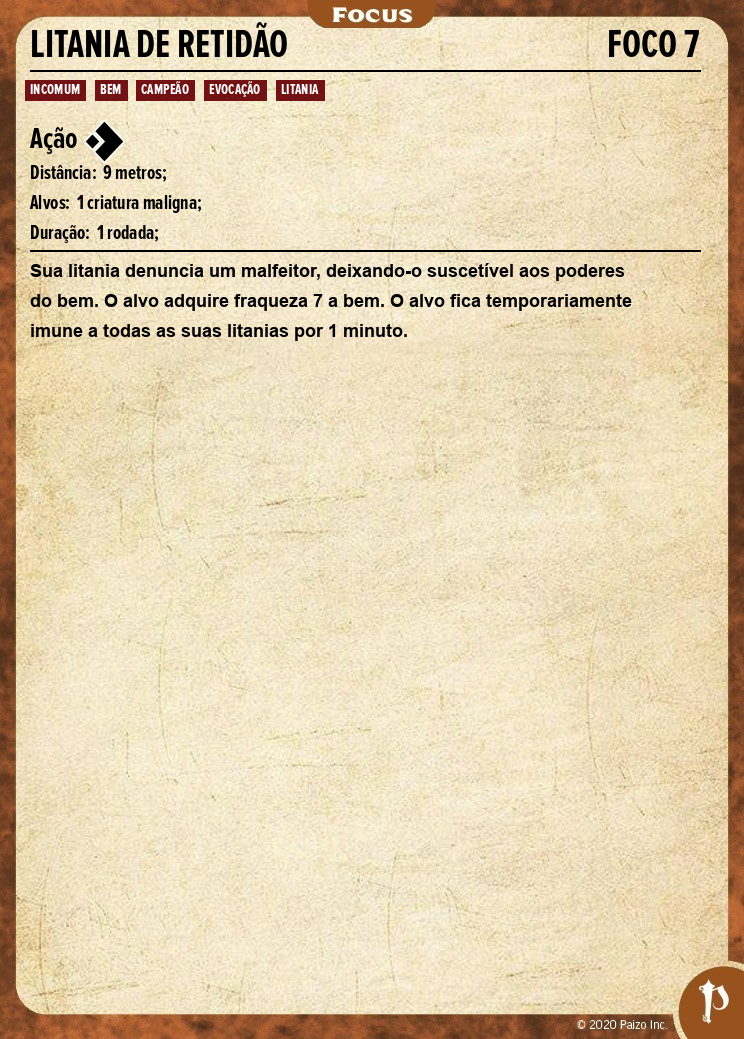 Focus
LITANIA DE RETIDÃO FOCO 7
INCOMUM BEM CAMPEÃO EVOCAÇÃO LITANIA
Ação
Distância: 9 metros;
Alvos: 1 criatura maligna;
Duração: 1 rodada;
Sua litania denuncia um malfeitor, deixando-o suscetível aos poderes
do bem. O alvo adquire fraqueza 7 a bem. O alvo fica temporariamente
imune a todas as suas litanias por 1 minuto.
© 2020 Paizo Inc.
P